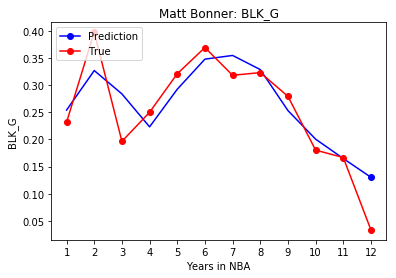 Matt Bonner: BLK_G
Prediction
True
BLK_G
0.40
0.35
0.30
0.25
0.20
0.15
0.10
0.05
1 2 3 4 5 6 7 8 9 10 11 12
Years in NBA